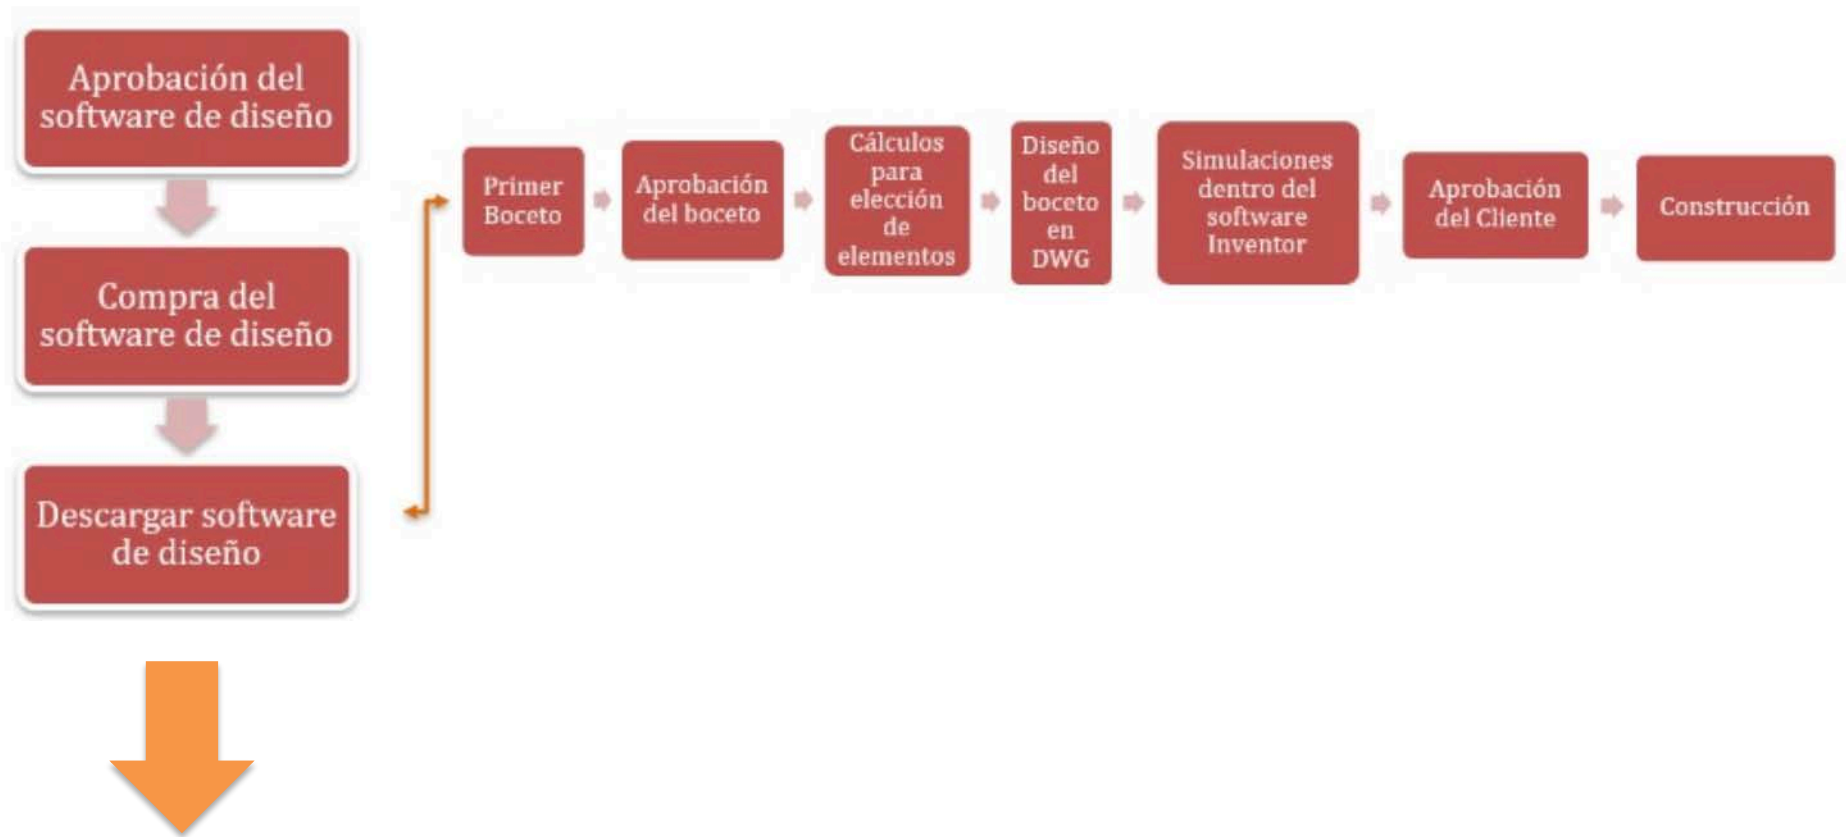 Aprobación del
software de diseño
Compra del
software de diseño
Descargar software
de diseño
Primer
Boceto
Aprobación
del boceto
Cálculos
para
elección
de
elementos
Diseño
del
boceto
en
DWG
Simulaciones
dentro del
software
Inventor
Aprobación
del Cliente
Construcción